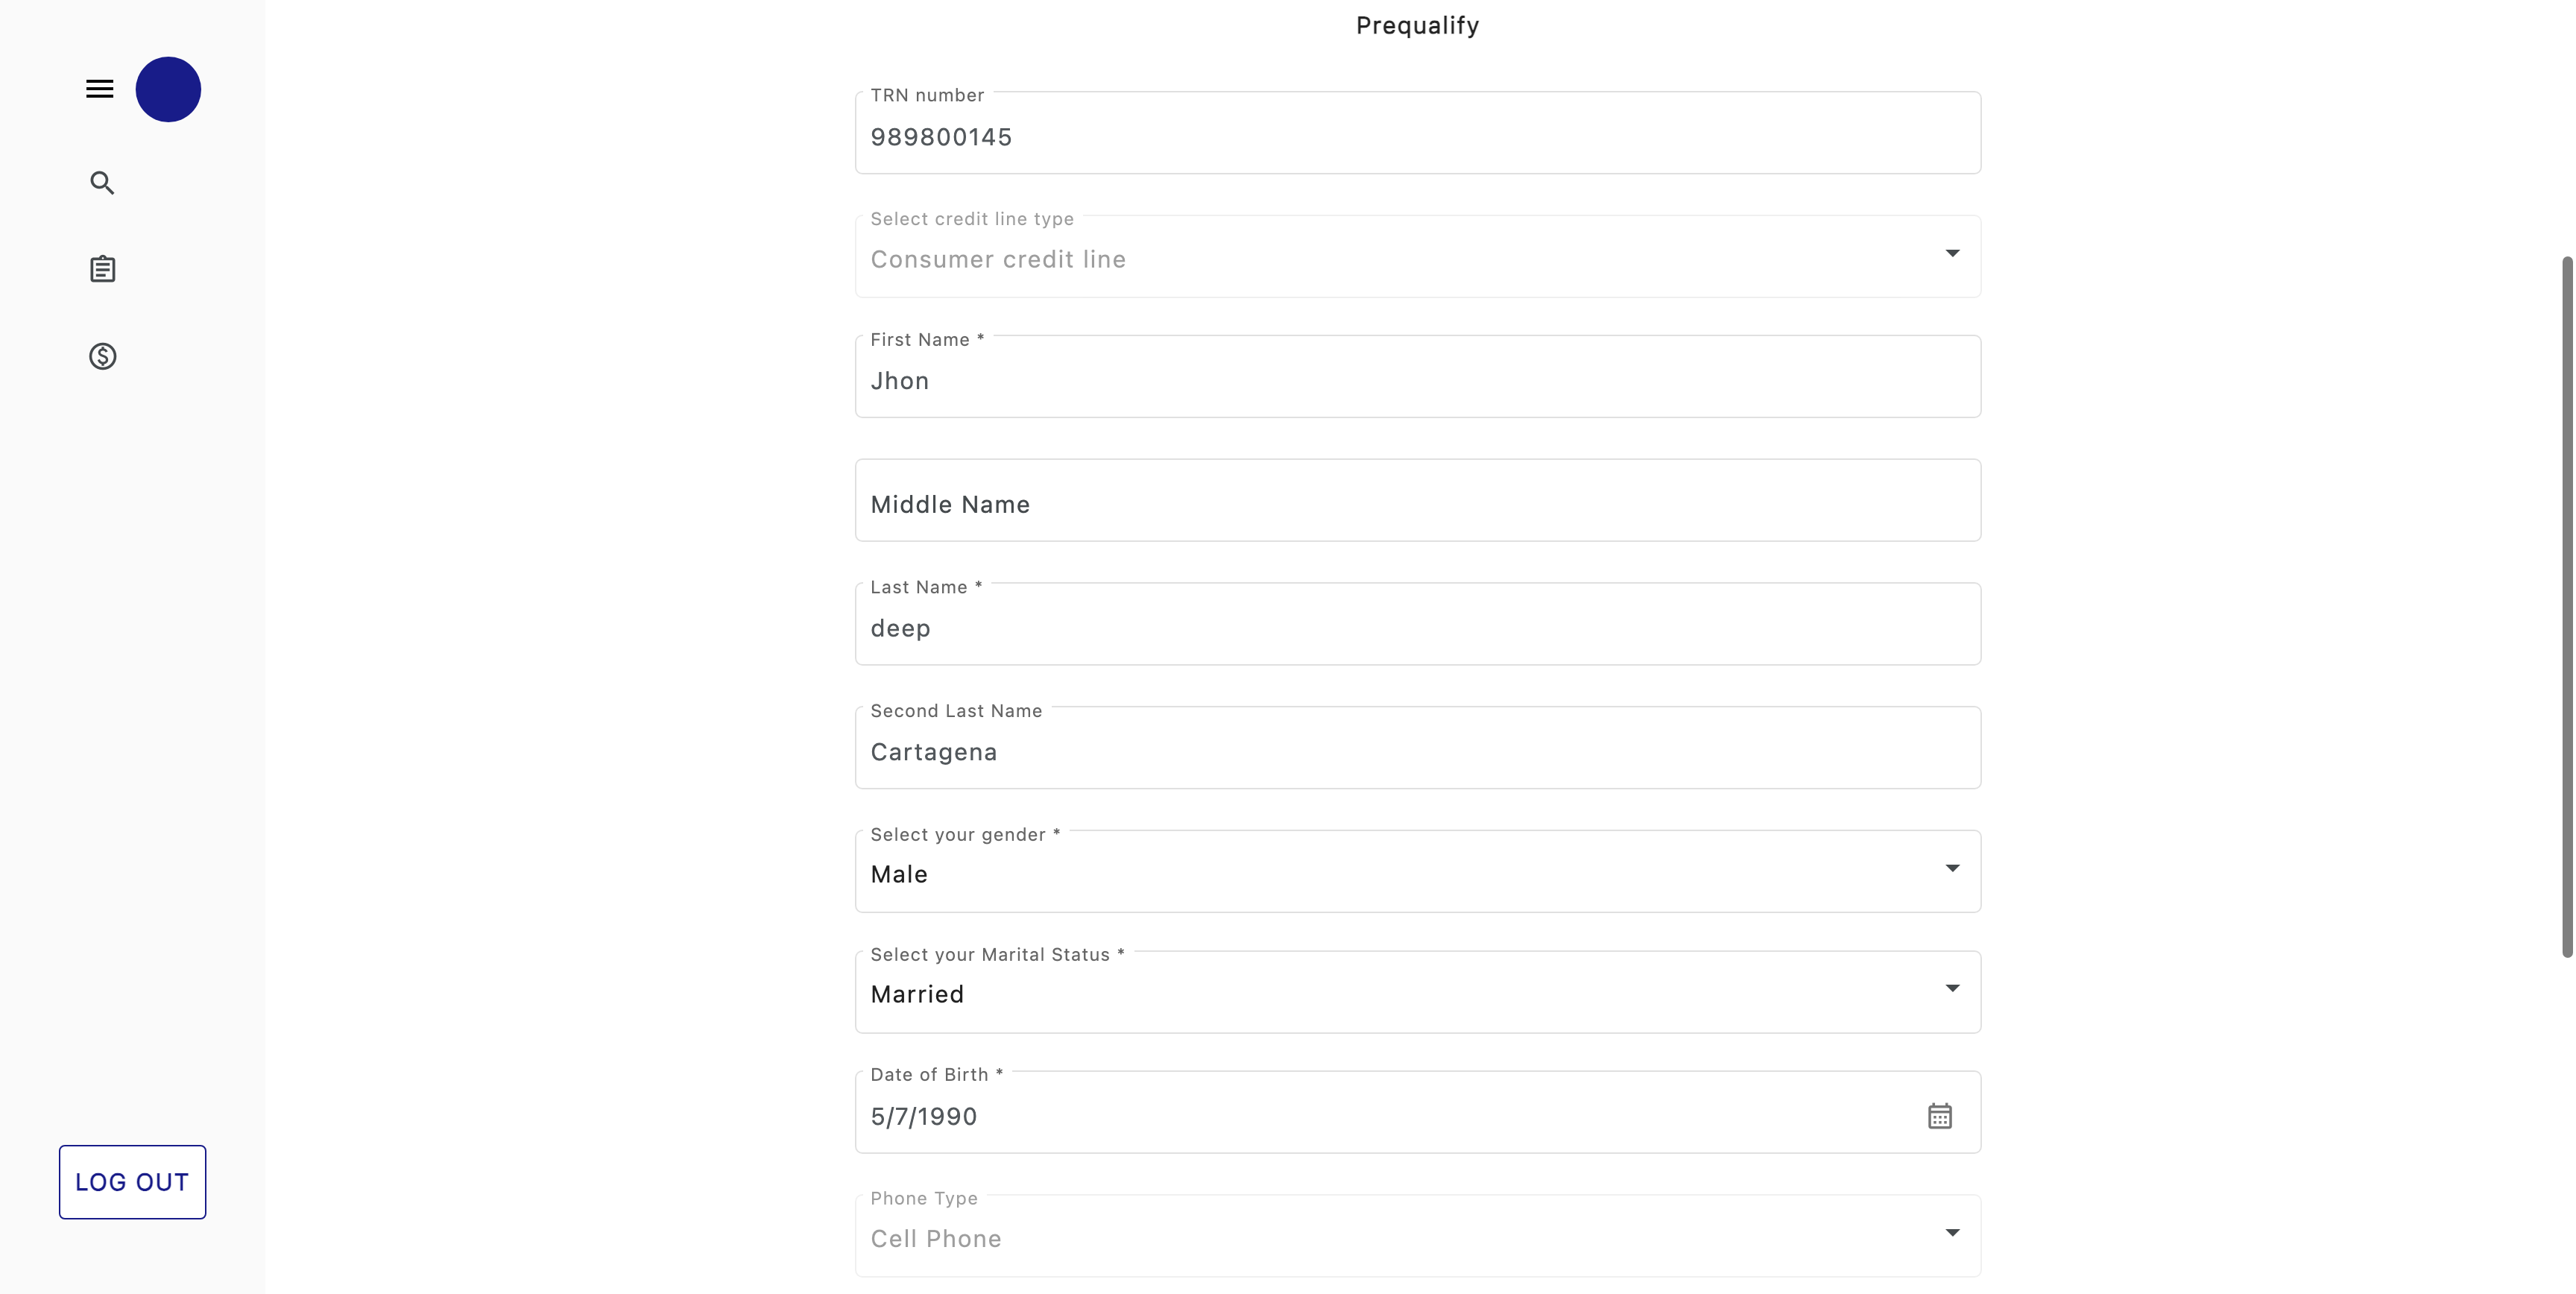 Prequalify
TRN number
989800145
Select credit line type
Consumer credit line
First Name *
Jhon
Middle Name
Last Name *
deep
Second Last Name
Cartagena
Select your gender *
Male
Select your Marital Status *
Married
Date of Birth *
5/7/1990
Phone Type
Cell Phone
LOG OUT